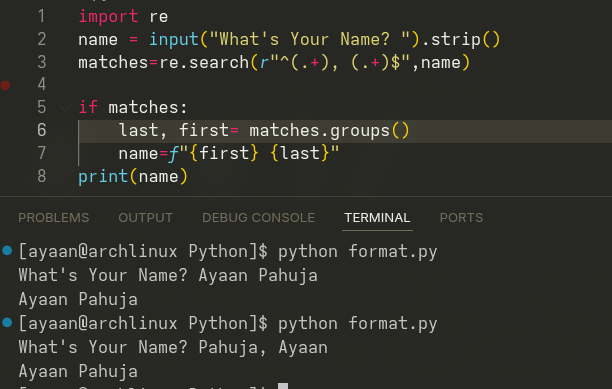 1 import re
2 name = input("What's Your Name? ").strip()
3 matches=re.search(r"^(.+), (.+)$",name)
4
5 if matches:
6     last, first= matches.groups()
7     name=f"{first} {last}"
8 print(name)
PROBLEMS OUTPUT DEBUG CONSOLE TERMINAL PORTS
[ayaan@archlinux Python]$ python format.py
What's Your Name? Ayaan Pahuja
Ayaan Pahuja
[ayaan@archlinux Python]$ python format.py
What's Your Name? Pahuja, Ayaan
Ayaan Pahuja